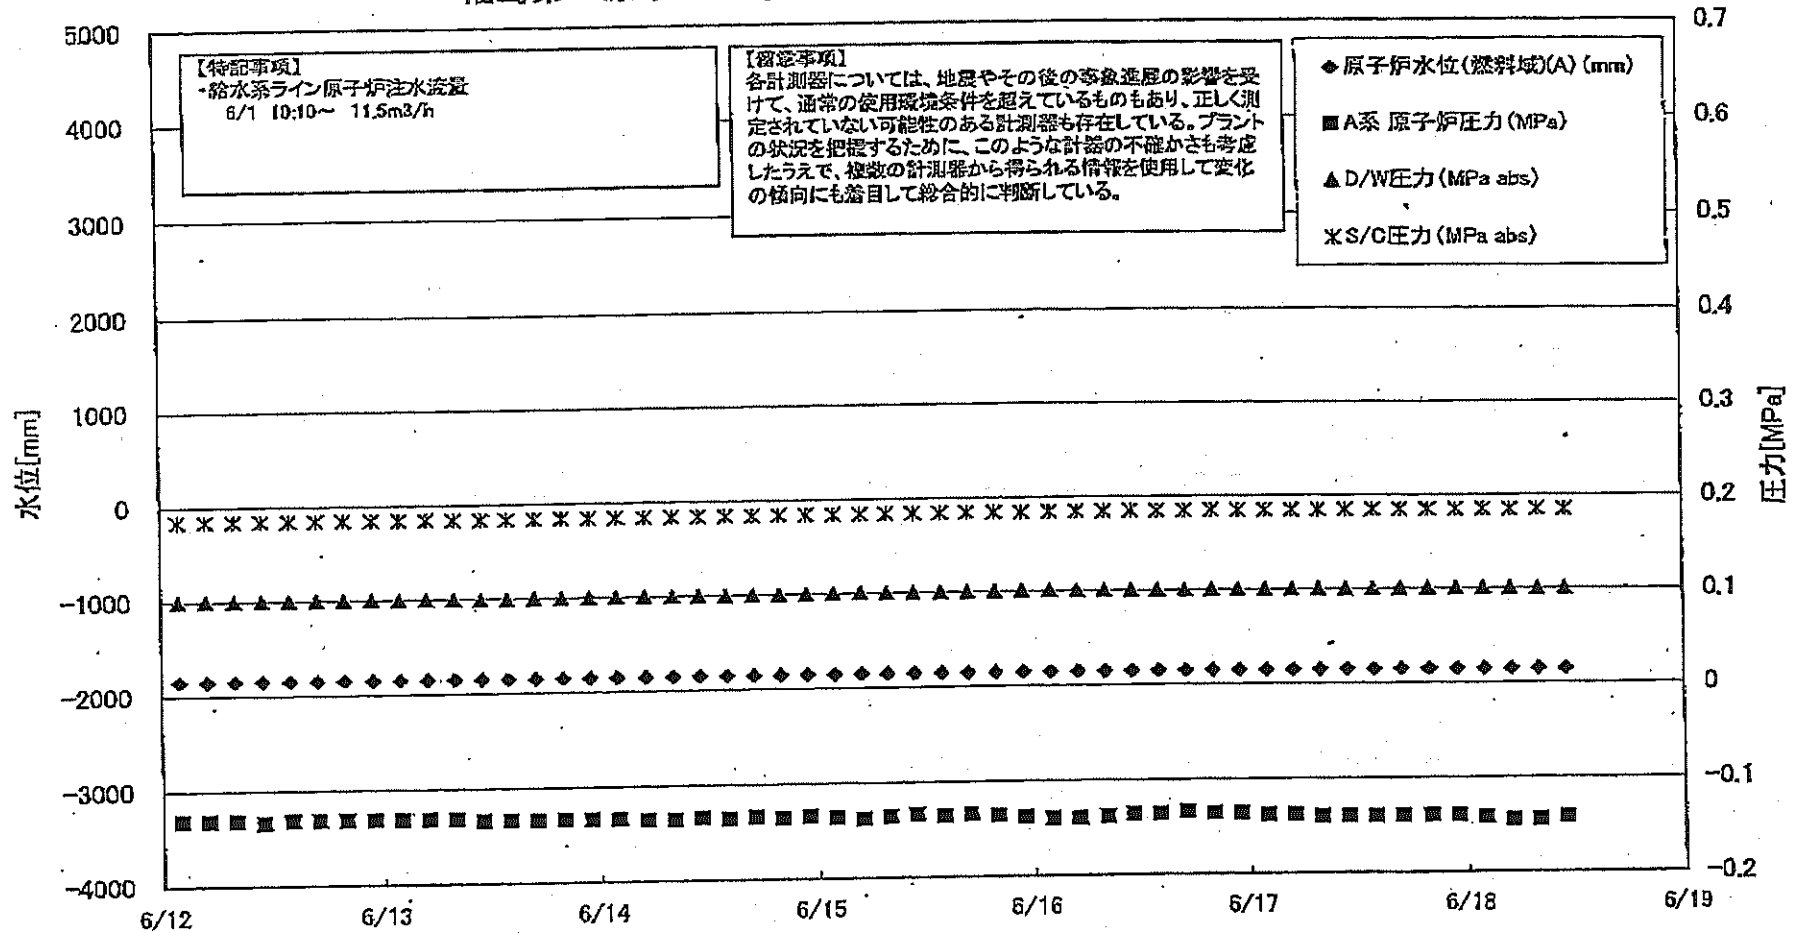 5000
4000
3000
2000
1000
0
-1000
-2000
-3000
-4000
水位[mm]
【特記事項】
・給水系ライン原子炉注水流量
6/1 10:10～ 11.5m3/h
【留意事項】
各計測器については、地震やその後の事象進展の影響を受
けて、通常の使用環境条件を超えているものもあり、正しく測
定されていない可能性のある計測器も存在している。プラント
の状況を把握するために、このような計器の不確かさも考慮
したうえで、複数の計測器から得られる情報を使用して変化
の傾向にも着目して総合的に判断している。
◆原子炉水位(燃料域)(A)(mm)
■A系 原子炉圧力(MPa)
▲D/W圧力(MPa abs)
S/C圧力(MPa abs)
0.7
0.6
0.5
0.4
0.3
0.2
0.1
0
-0.1
-0.2
圧力[MPa]
6/12
6/13
6/14
6/15
6/16
6/17
6/18
6/19